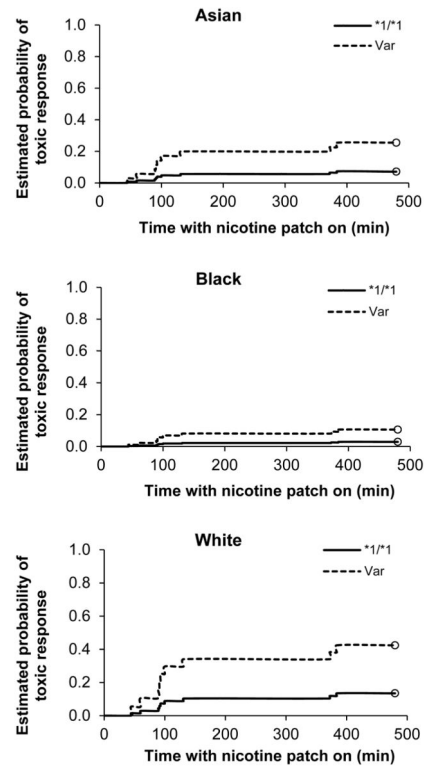 Asian
*1/*1
Var
Estimated probability of
toxic response
1.0
0.8
0.6
0.4
0.2
0.0
0 100 200 300 400 500
Time with nicotine patch on (min)
Black
*1/*1
Var
Estimated probability of
toxic response
1.0
0.8
0.6
0.4
0.2
0.0
0 100 200 300 400 500
Time with nicotine patch on (min)
White
*1/*1
Var
Estimated probability of
toxic response
1.0
0.8
0.6
0.4
0.2
0.0
0 100 200 300 400 500
Time with nicotine patch on (min)